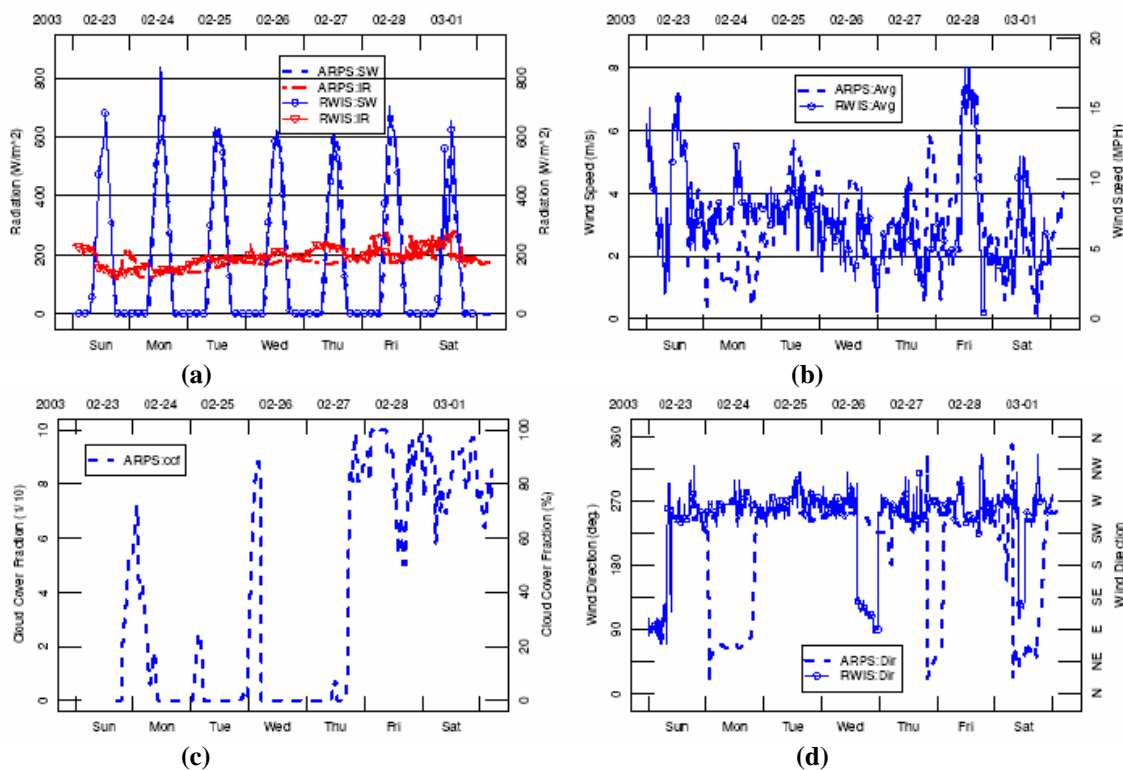 2003 02-23 02-24 02-25 02-26 02-27 02-28 03-01
800
600
400
200
0
Radiation (W/m^2)
ARPS:SW
ARPS:IR
RWIS:SW
RWIS:IR
800
600
400
200
0
Radiation (W/m^2)
Sun Mon Tue Wed Thu Fri Sat
(a)
2003 02-23 02-24 02-25 02-26 02-27 02-28 03-01
8
6
4
2
0
Wind Speed (m/s)
ARPS:Avg
RWIS:Avg
20
15
10
5
0
Wind Speed (MPH)
Sun Mon Tue Wed Thu Fri Sat
(b)
2003 02-23 02-24 02-25 02-26 02-27 02-28 03-01
10
8
6
4
2
0
Cloud Cover Fraction (1/10)
ARPS:ccf
100
80
60
40
20
0
Cloud Cover Fraction (%)
Sun Mon Tue Wed Thu Fri Sat
(c)
2003 02-23 02-24 02-25 02-26 02-27 02-28 03-01
360
270
180
90
0
Wind Direction (deg.)
ARPS:Dir
RWIS:Dir
N
NW
W
SW
S
SE
E
NE
N
Wind Direction
Sun Mon Tue Wed Thu Fri Sat
(d)